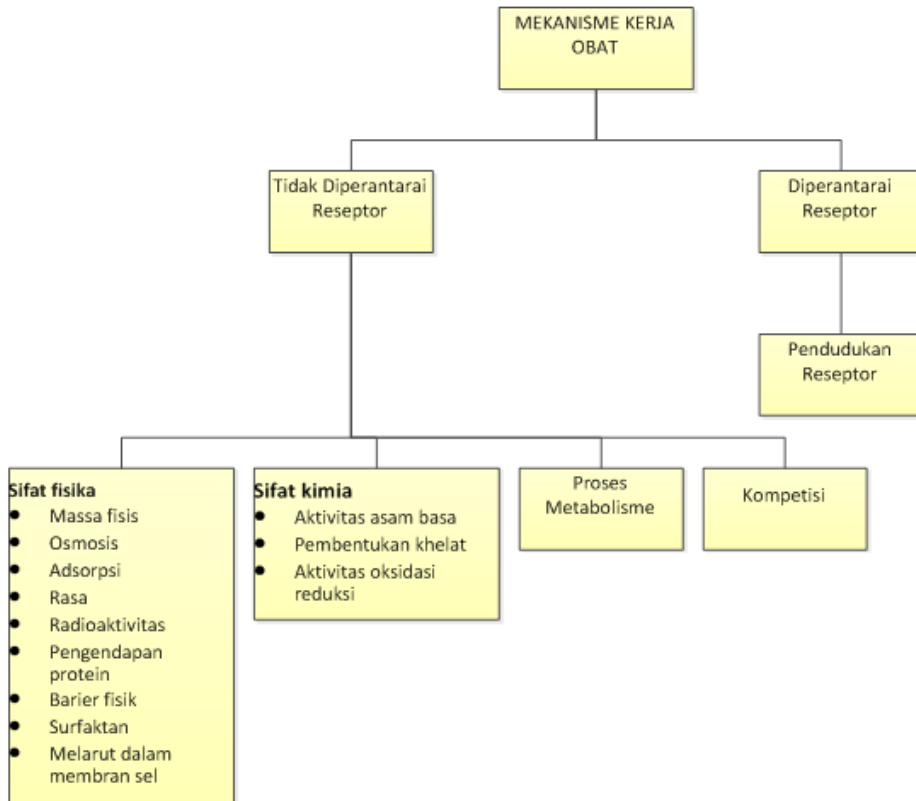 MEKANISME KERJA
OBAT
Tidak Diperantarai
Reseptor
Diperantarai
Reseptor
Pendudukan
Reseptor
Sifat fisika
● Massa fisis
● Osmosis
● Adsorpsi
● Rasa
● Radioaktivitas
● Pengendapan
protein
● Barier fisik
● Surfaktan
● Melarut dalam
membran sel
Sifat kimia
● Aktivitas asam basa
● Pembentukan khelat
● Aktivitas oksidasi
reduksi
Proses
Metabolisme
Kompetisi